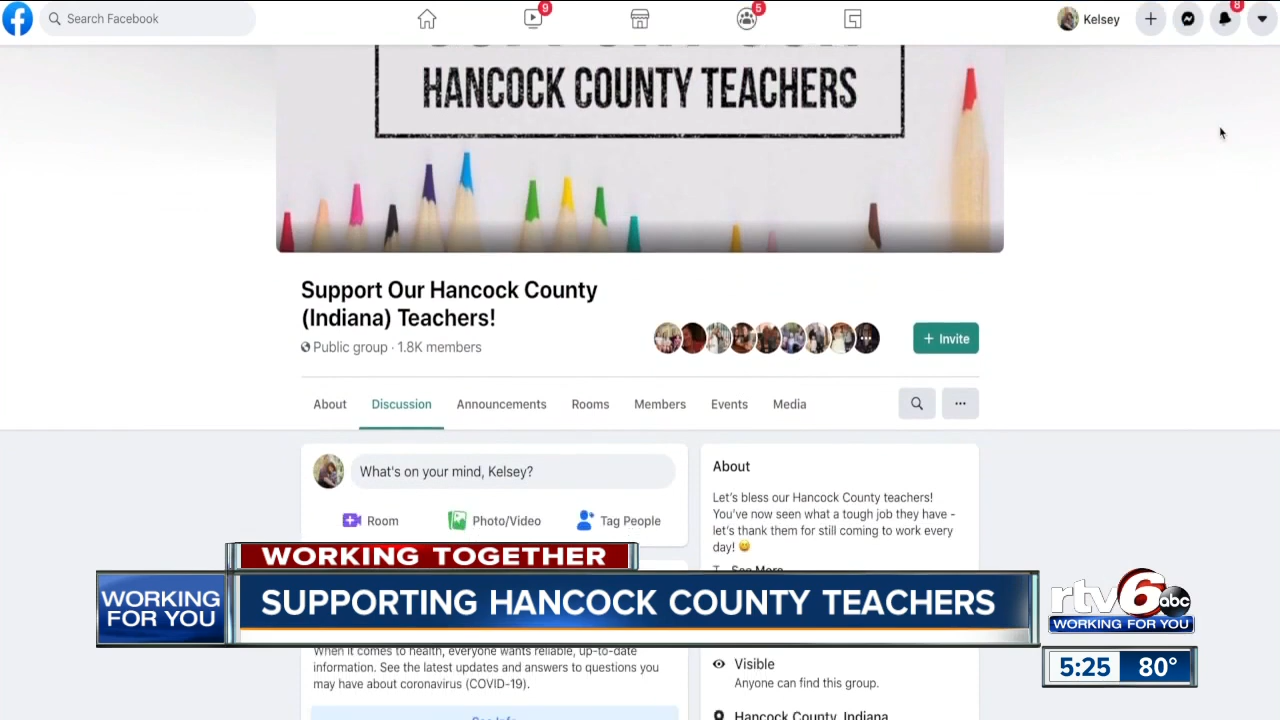 Search Facebook
9
5
Kelsey
8
HANCOCK COUNTY TEACHERS
Support Our Hancock County
(Indiana) Teachers!
Public group · 1.8K members
+ Invite
About
Discussion
Announcements
Rooms
Members
Events
Media
What's on your mind, Kelsey?
Room
Photo/Video
Tag People
About
Let's bless our Hancock County teachers!
You've now seen what a tough job they have -
let's thank them for still coming to work every
day! 😄
See More
WORKING TOGETHER
WORKING
FOR YOU
SUPPORTING HANCOCK COUNTY TEACHERS
rtv6 abc
WORKING FOR YOU
5:25
80°
When it comes to health, everyone wants reliable, up-to-date
information. See the latest updates and answers to questions you
may have about coronavirus (COVID-19).
See Info
Visible
Anyone can find this group.
Hancock County, Indiana